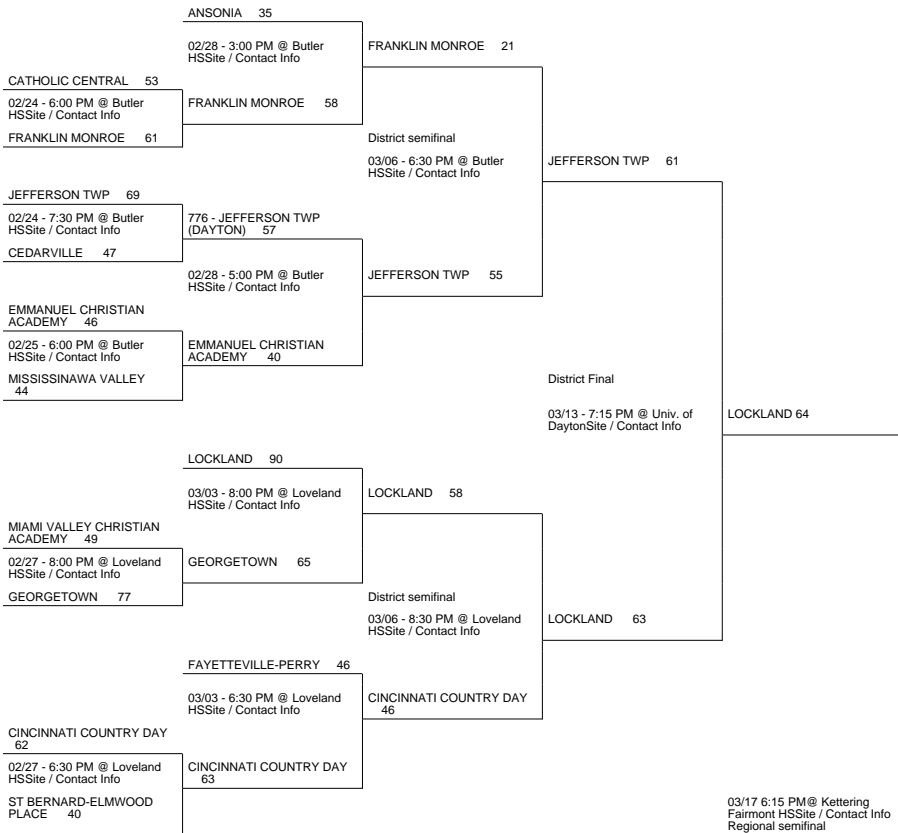 ANSONIA 35
02/28 - 3:00 PM @ Butler
HSSite / Contact Info
FRANKLIN MONROE 21
CATHOLIC CENTRAL 53
02/24 - 6:00 PM @ Butler
HSSite / Contact Info
FRANKLIN MONROE 58
FRANKLIN MONROE 61
District semifinal
03/06 - 6:30 PM @ Butler
HSSite / Contact Info
JEFFERSON TWP 61
JEFFERSON TWP 69
02/24 - 7:30 PM @ Butler
HSSite / Contact Info
776 - JEFFERSON TWP
(DAYTON) 57
CEDARVILLE 47
02/28 - 5:00 PM @ Butler
HSSite / Contact Info
JEFFERSON TWP 55
EMMANUEL CHRISTIAN
ACADEMY 46
02/25 - 6:00 PM @ Butler
HSSite / Contact Info
EMMANUEL CHRISTIAN
ACADEMY 40
MISSISSINAWA VALLEY
44
District Final
03/13 - 7:15 PM @ Univ. of
DaytonSite / Contact Info
LOCKLAND 64
LOCKLAND 90
03/03 - 8:00 PM @ Loveland
HSSite / Contact Info
LOCKLAND 58
MIAMI VALLEY CHRISTIAN
ACADEMY 49
02/27 - 8:00 PM @ Loveland
HSSite / Contact Info
GEORGETOWN 65
GEORGETOWN 77
District semifinal
03/06 - 8:30 PM @ Loveland
HSSite / Contact Info
LOCKLAND 63
FAYETTEVILLE-PERRY 46
03/03 - 6:30 PM @ Loveland
HSSite / Contact Info
CINCINNATI COUNTRY DAY
46
CINCINNATI COUNTRY DAY
62
02/27 - 6:30 PM @ Loveland
HSSite / Contact Info
CINCINNATI COUNTRY DAY
63
ST BERNARD-ELMWOOD
PLACE 40
03/17 6:15 PM@ Kettering
Fairmont HSSite / Contact Info
Regional semifinal